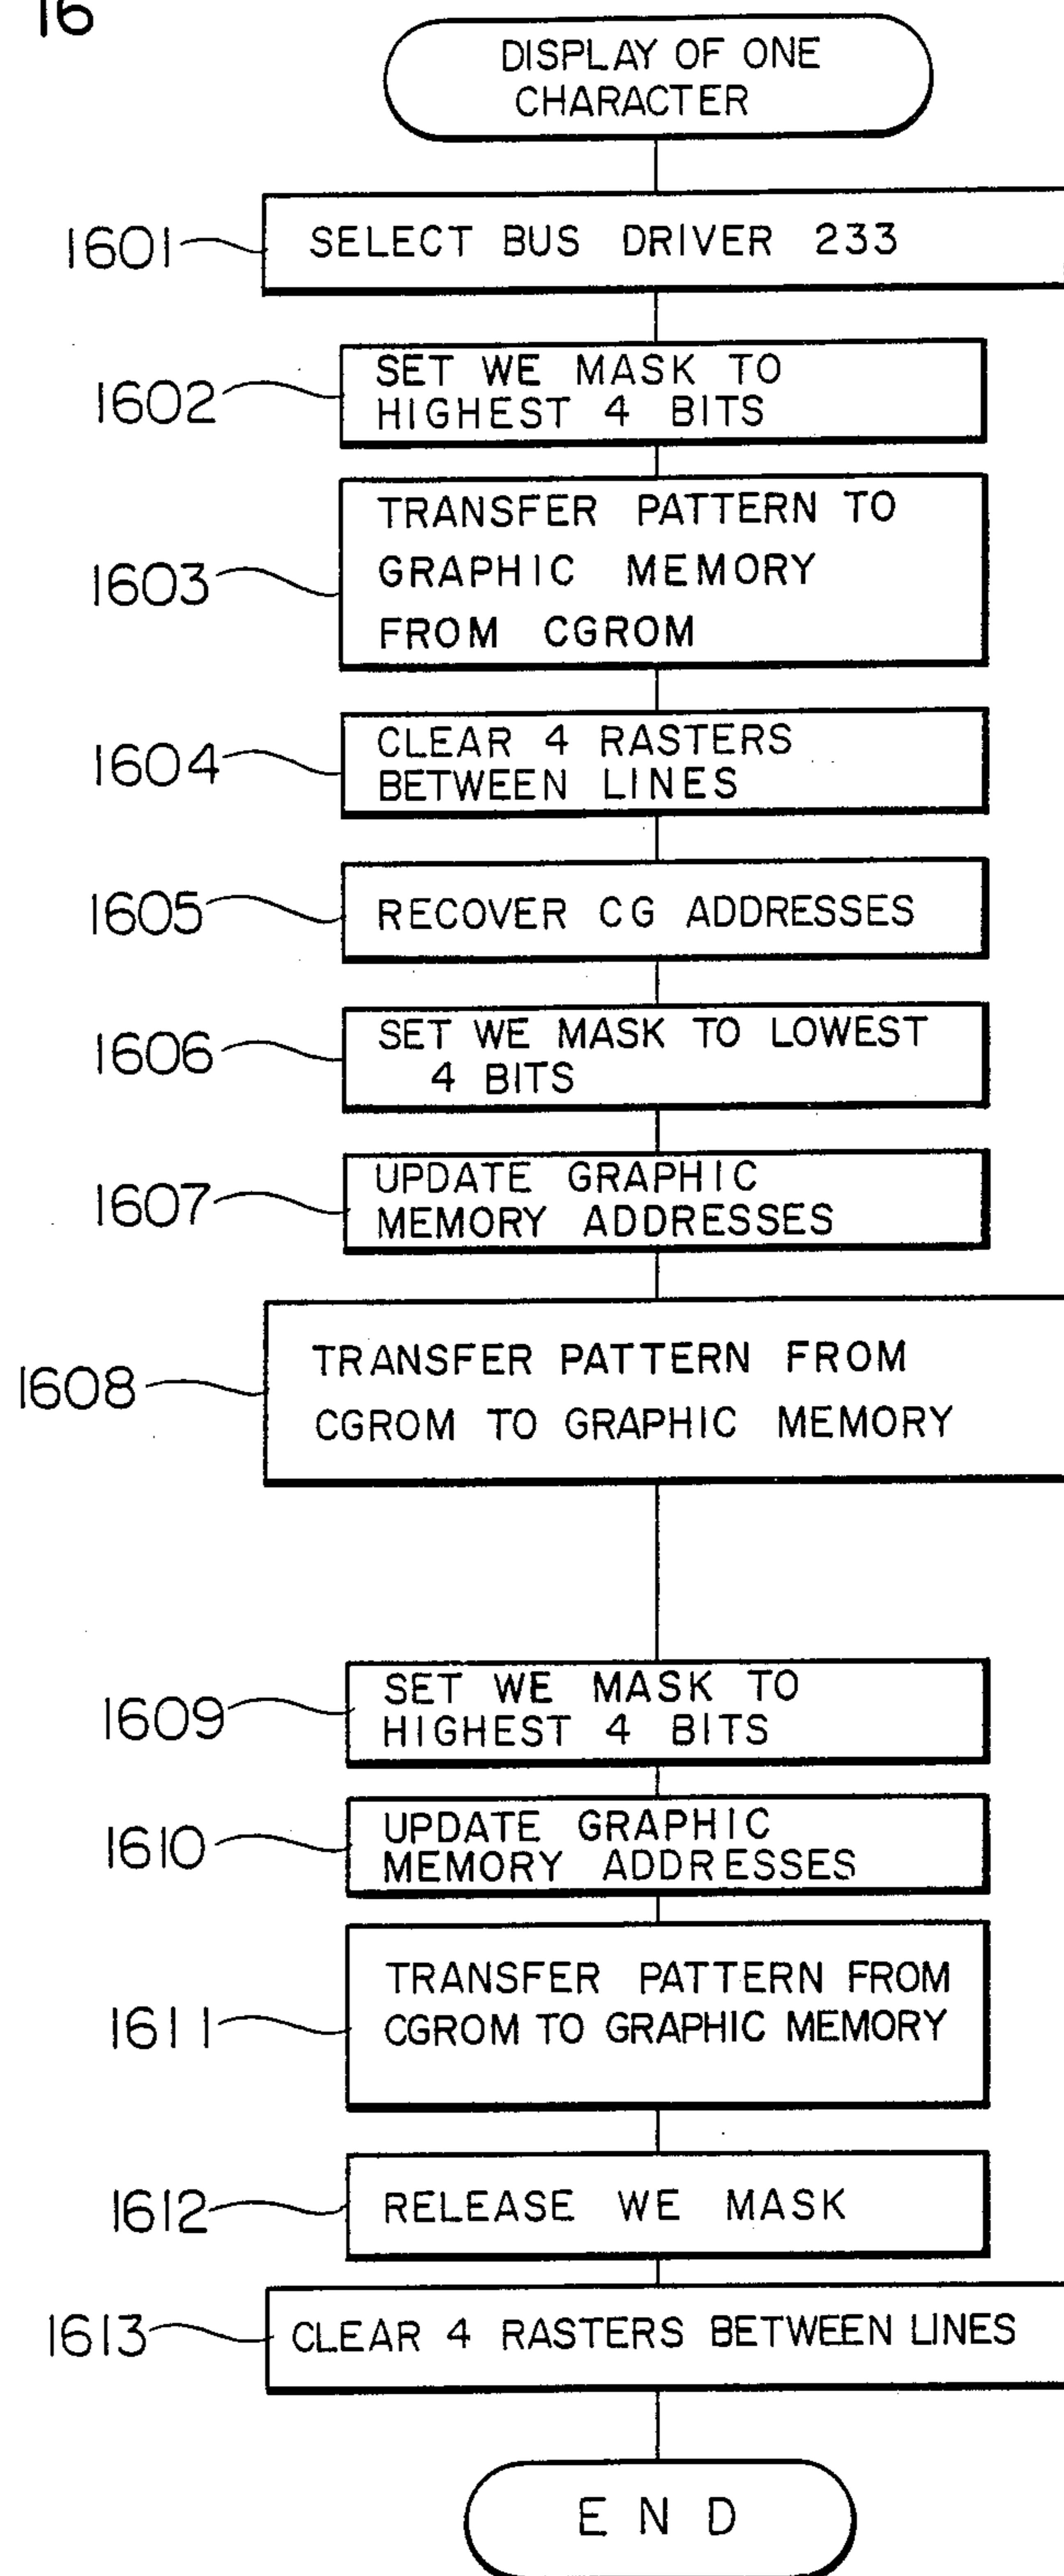 16
DISPLAY OF ONE
CHARACTER
1601
SELECT BUS DRIVER 233
1602
SET WE MASK TO
HIGHEST 4 BITS
1603
TRANSFER PATTERN TO
GRAPHIC MEMORY
FROM CGROM
1604
CLEAR 4 RASTERS
BETWEEN LINES
1605
RECOVER CG ADDRESSES
1606
SET WE MASK TO LOWEST
4 BITS
1607
UPDATE GRAPHIC
MEMORY ADDRESSES
1608
TRANSFER PATTERN FROM
CGROM TO GRAPHIC MEMORY
1609
SET WE MASK TO
HIGHEST 4 BITS
1610
UPDATE GRAPHIC
MEMORY ADDRESSES
1611
TRANSFER PATTERN FROM
CGROM TO GRAPHIC MEMORY
1612
RELEASE WE MASK
1613
CLEAR 4 RASTERS BETWEEN LINES
END